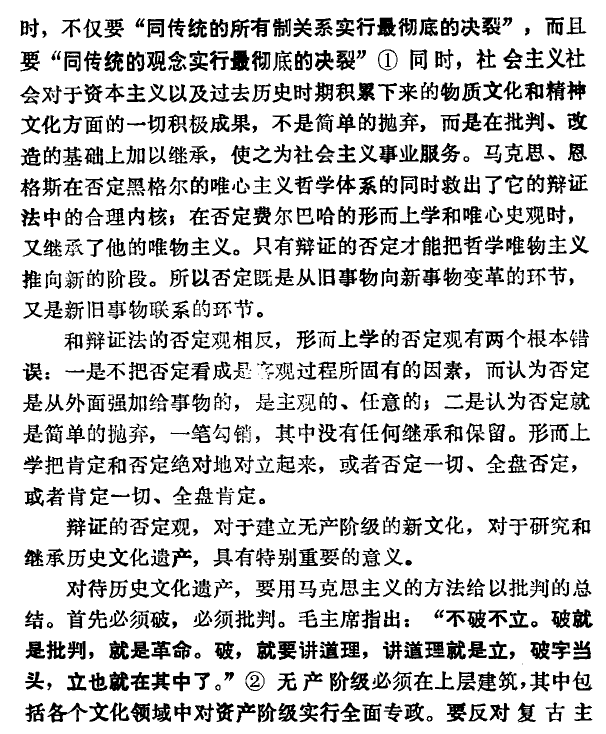 时，不仅要“同传统的所有制关系实行最彻底的决裂”，而且
要“同传统的观念实行最彻底的决裂”① 同时，社会主义社
会对于资本主义以及过去历史时期积累下来的物质文化和精神
文化方面的一切积极成果，不是简单的抛弃，而是在批判、改
造的基础上加以继承，使之为社会主义事业服务。马克思、恩
格斯在否定黑格尔的唯心主义哲学体系的同时救出了它的辩证
法中的合理内核；在否定费尔巴哈的形而上学和唯心史观时，
又继承了他的唯物主义。只有辩证的否定才能把哲学唯物主义
推向新的阶段。所以否定既是从旧事物向新事物变革的环节，
又是新旧事物联系的环节。
和辩证法的否定观相反，形而上学的否定观有两个根本错
误：一是不把否定看成是客观过程所固有的因素，而认为否定
是从外面强加给事物的，是主观的、任意的；二是认为否定就
是简单的抛弃，一笔勾销，其中没有任何继承和保留。形而上
学把肯定和否定绝对地对立起来，或者否定一切、全盘否定，
或者肯定一切、全盘肯定。
辩证的否定观，对于建立无产阶级的新文化，对于研究和
继承历史文化遗产，具有特别重要的意义。
对待历史文化遗产，要用马克思主义的方法给以批判的总
结。首先必须破，必须批判。毛主席指出：“不破不立。破就
是批判，就是革命。破，就要讲道理，讲道理就是立，破字当
头，立也就在其中了。”② 无产阶级必须在上层建筑，其中包
括各个文化领域中对资产阶级实行全面专政。要反对复古主